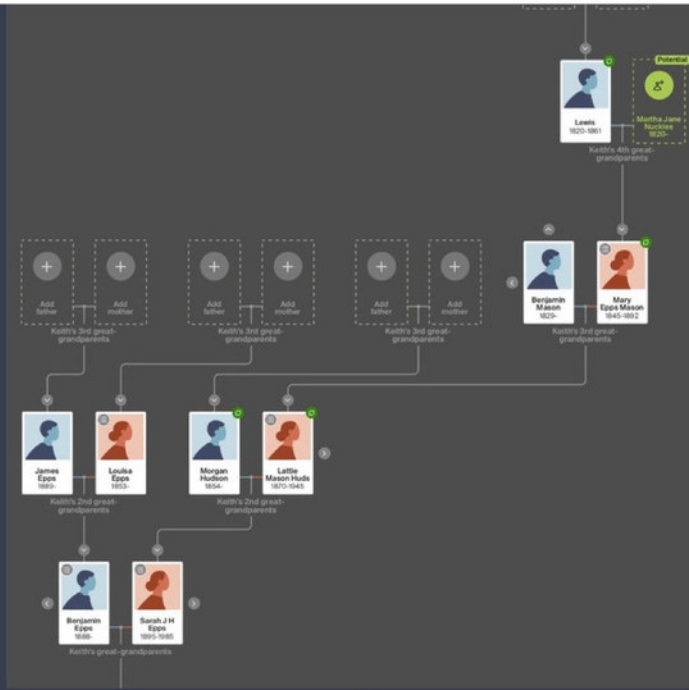 Potential
Lewis
1820-1861
Martha Jane
Nuckles
1820-
Keith's 4th great-
grandparents
Add
father
Add
mother
Add
father
Add
mother
Add
father
Add
mother
Benjamin
Mason
1829-
Mary
Epps Mason
1845-1892
Keith's 3rd great-
grandparents
Keith's 3rd great-
grandparents
Keith's 3rd great-
grandparents
Keith's 3rd great-
grandparents
James
Epps
1889-
Louisa
Epps
1853-
Morgan
Hudson
1854-
Lattie
Mason Huds
1870-1945
Keith's 2nd great-
grandparents
Keith's 2nd great-
grandparents
Benjamin
Epps
1888-
Sarah J H
Epps
1895-1985
Keith's great-grandparents